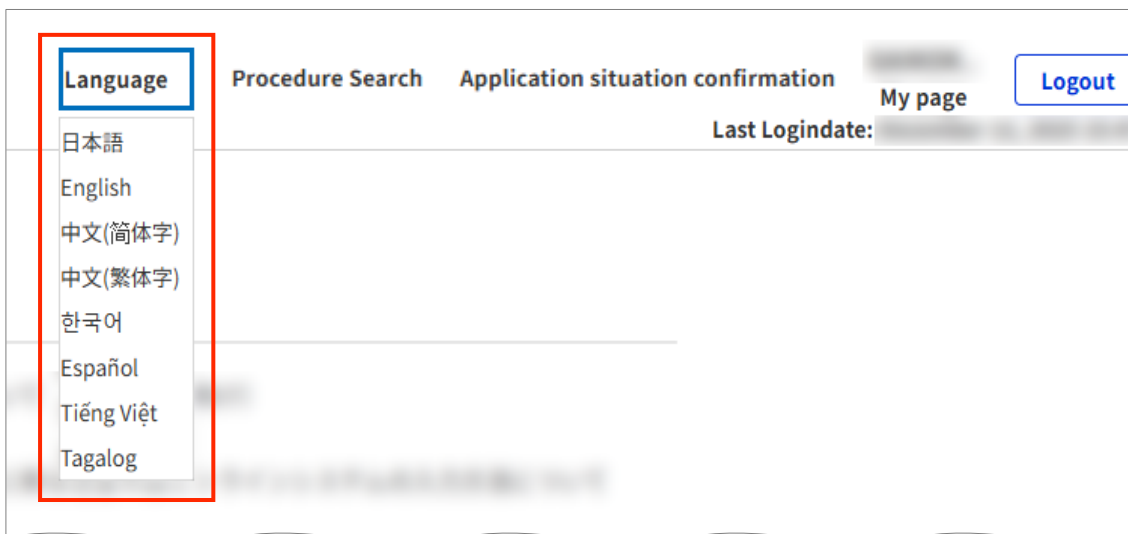 Language
Procedure Search
Application situation confirmation
My page
Logout
Last Logindate:
日本語
English
中文(简体字)
中文(繁体字)
한국어
Español
Tiếng Việt
Tagalog